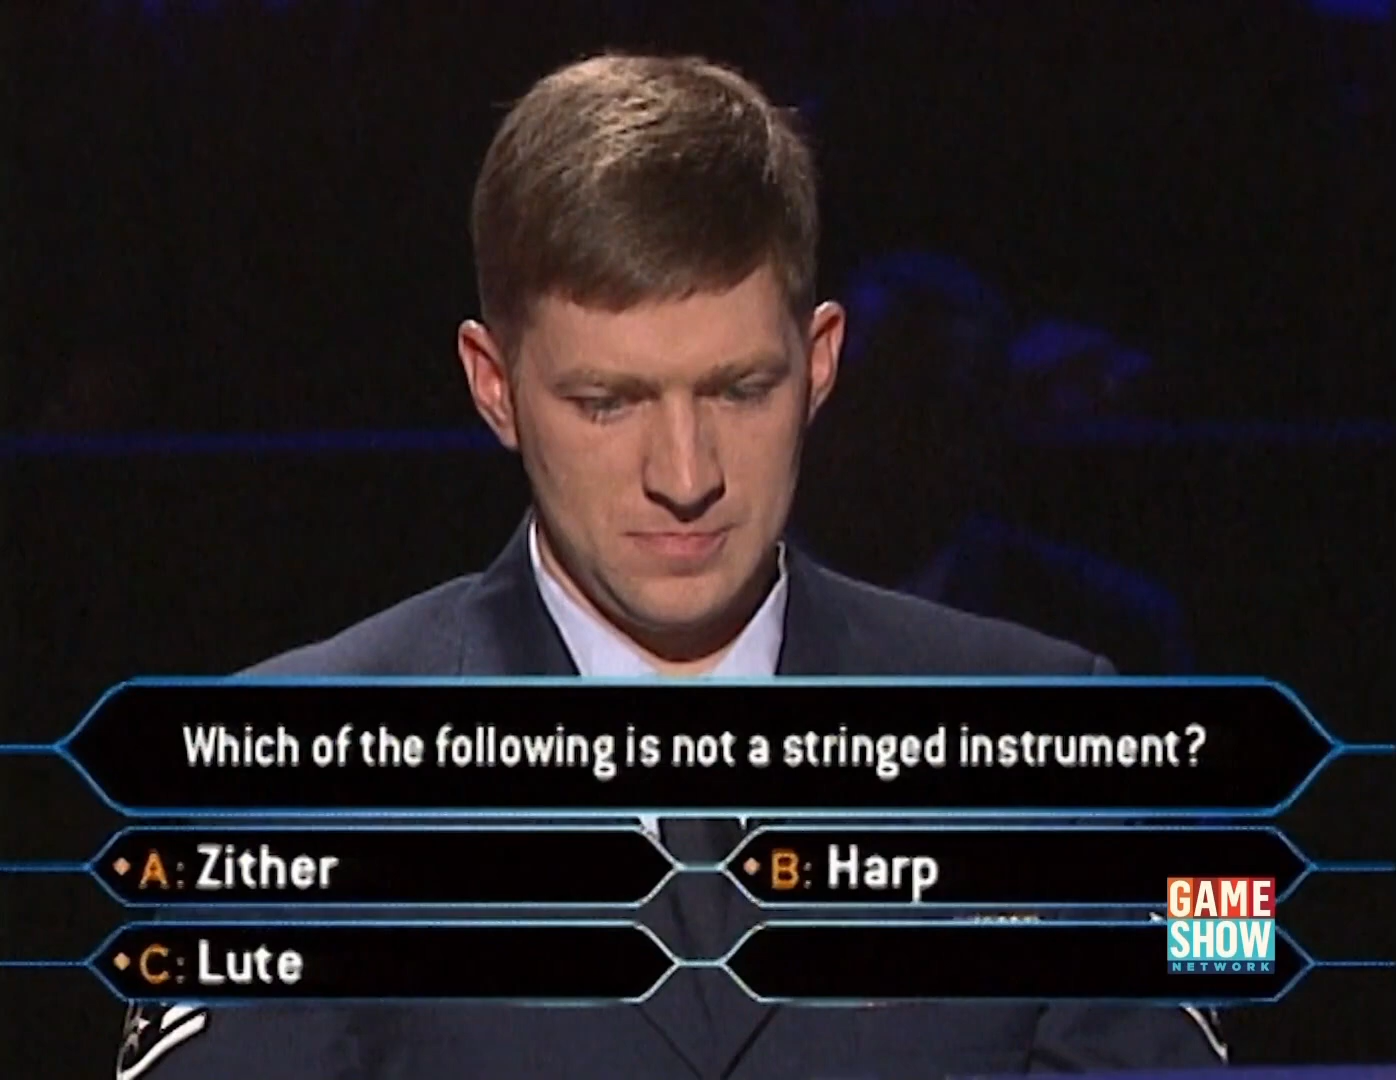 Which of the following is not a stringed instrument?
A: Zither
B: Harp
C: Lute
GAME
SHOW
NETWORK